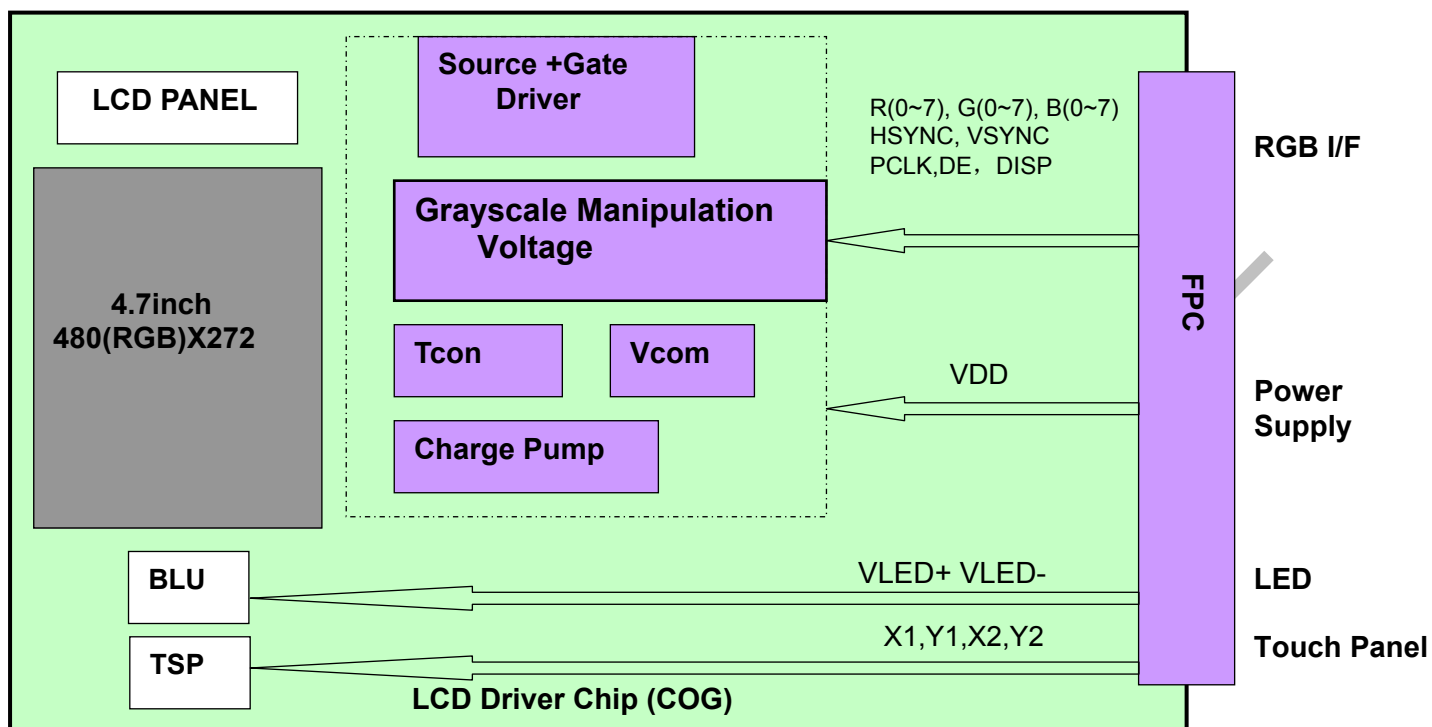 LCD PANEL
4.7inch
480(RGB)X272
Source +Gate
Driver
Grayscale Manipulation
Voltage
Tcon
Vcom
Charge Pump
R(0~7), G(0~7), B(0~7)
HSYNC, VSYNC
PCLK,DE，DISP
RGB I/F
FPC
VDD
Power
Supply
BLU
VLED+ VLED-
LED
TSP
X1,Y1,X2,Y2
Touch Panel
LCD Driver Chip (COG)